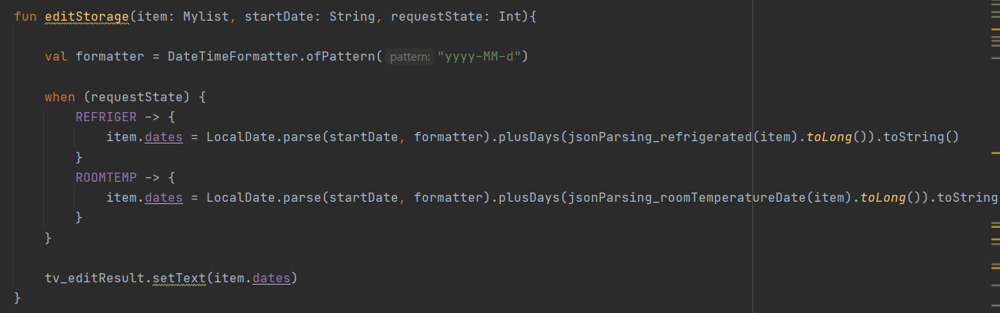 fun editStorage(item: Mylist, startDate: String, requestState: Int){
val formatter = DateTimeFormatter.ofPattern( pattern: "yyyy-MM-d")
when (requestState) {
REFRIGER -> {
item.dates = LocalDate.parse(startDate, formatter).plusDays(jsonParsing_refrigerated(item).toLong()).toString()
}
ROOMTEMP -> {
item.dates = LocalDate.parse(startDate, formatter).plusDays(jsonParsing_roomTemperatureDate(item).toLong()).toString
}
}
tv_editResult.setText(item.dates)
}